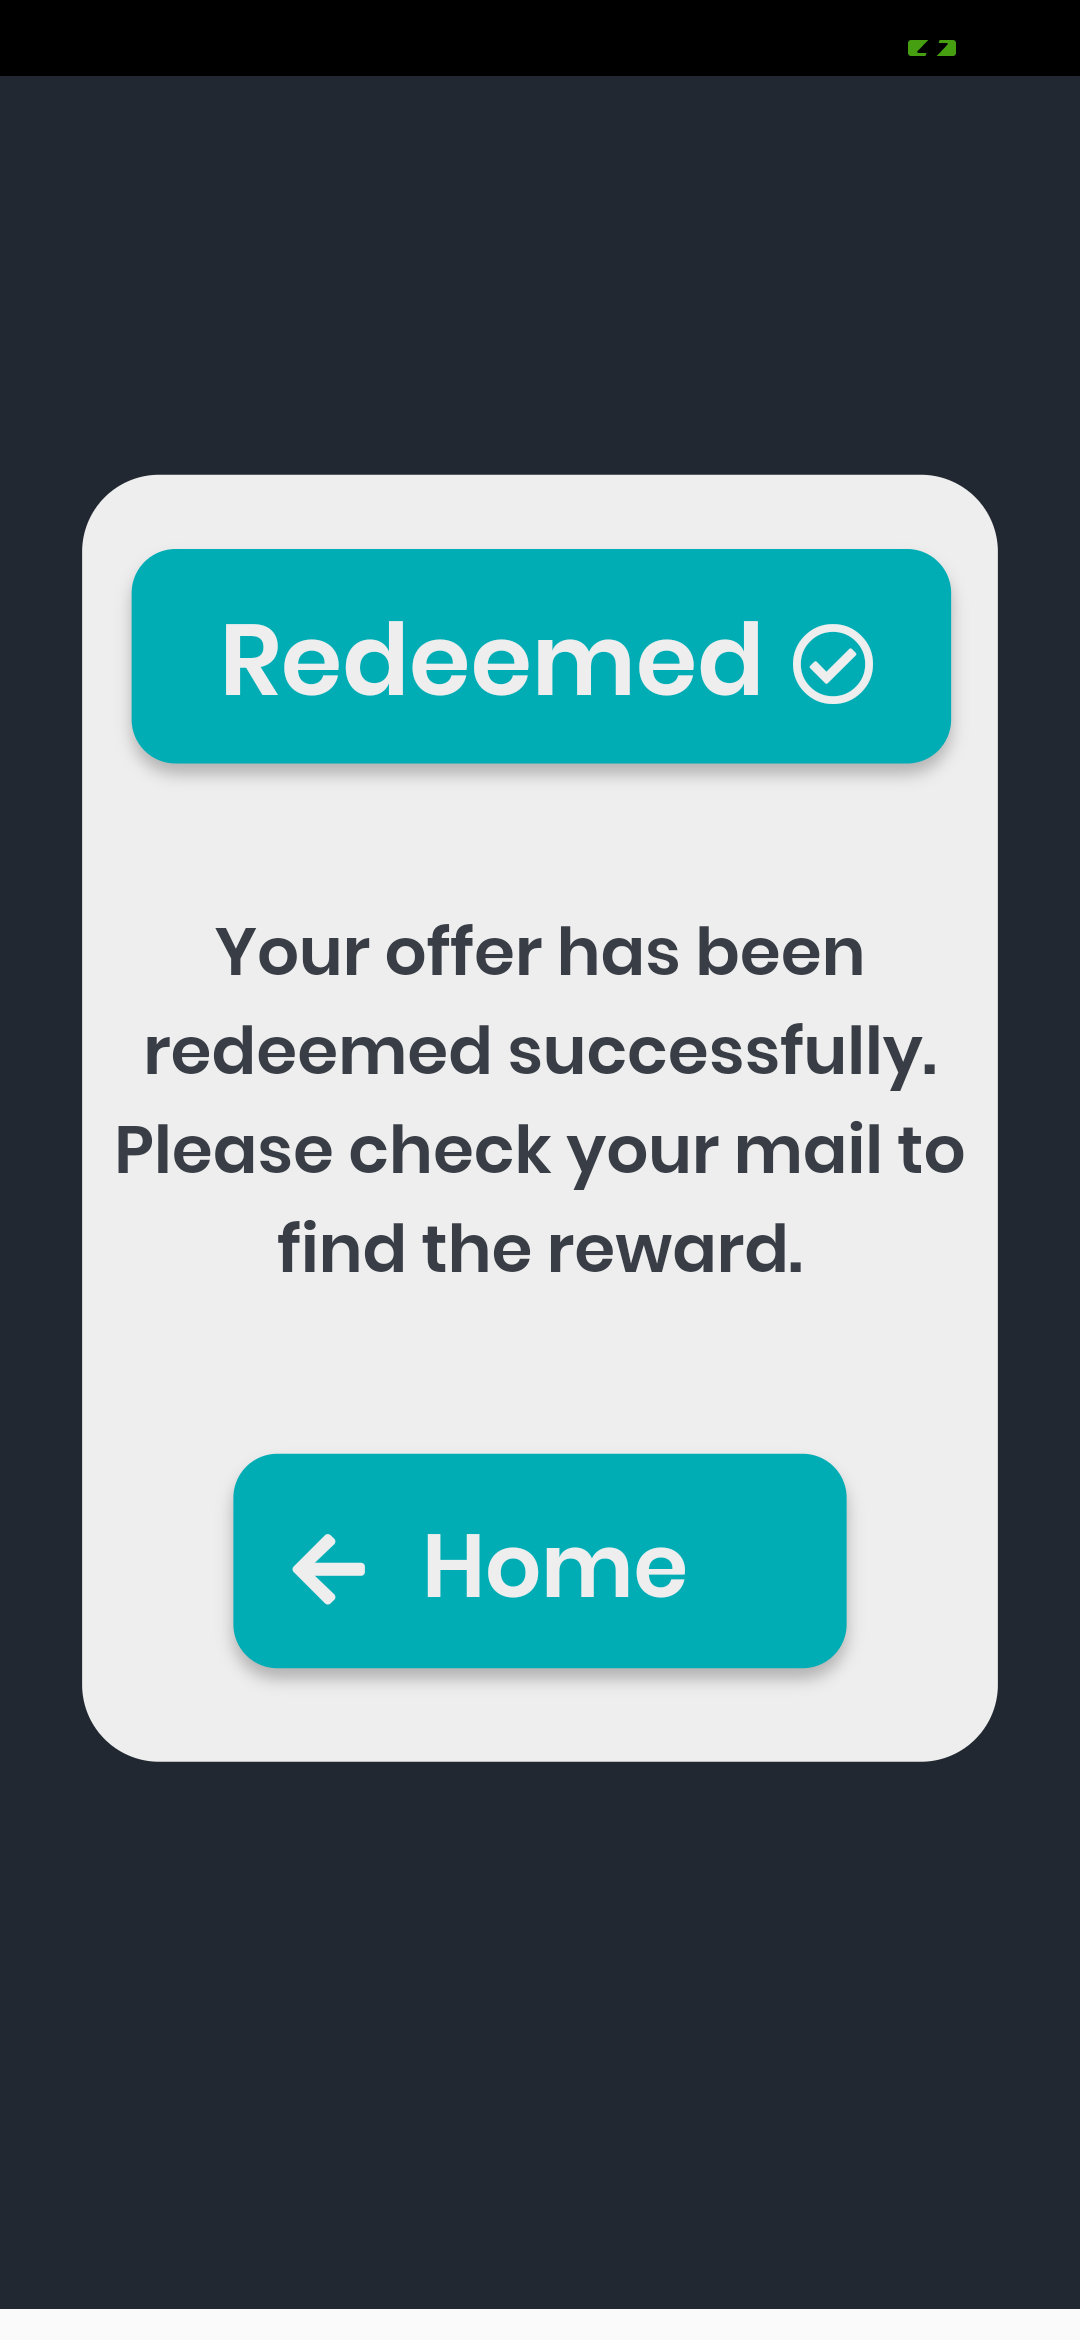 Redeemed
Your offer has been
redeemed successfully.
Please check your mail to
find the reward.
Home